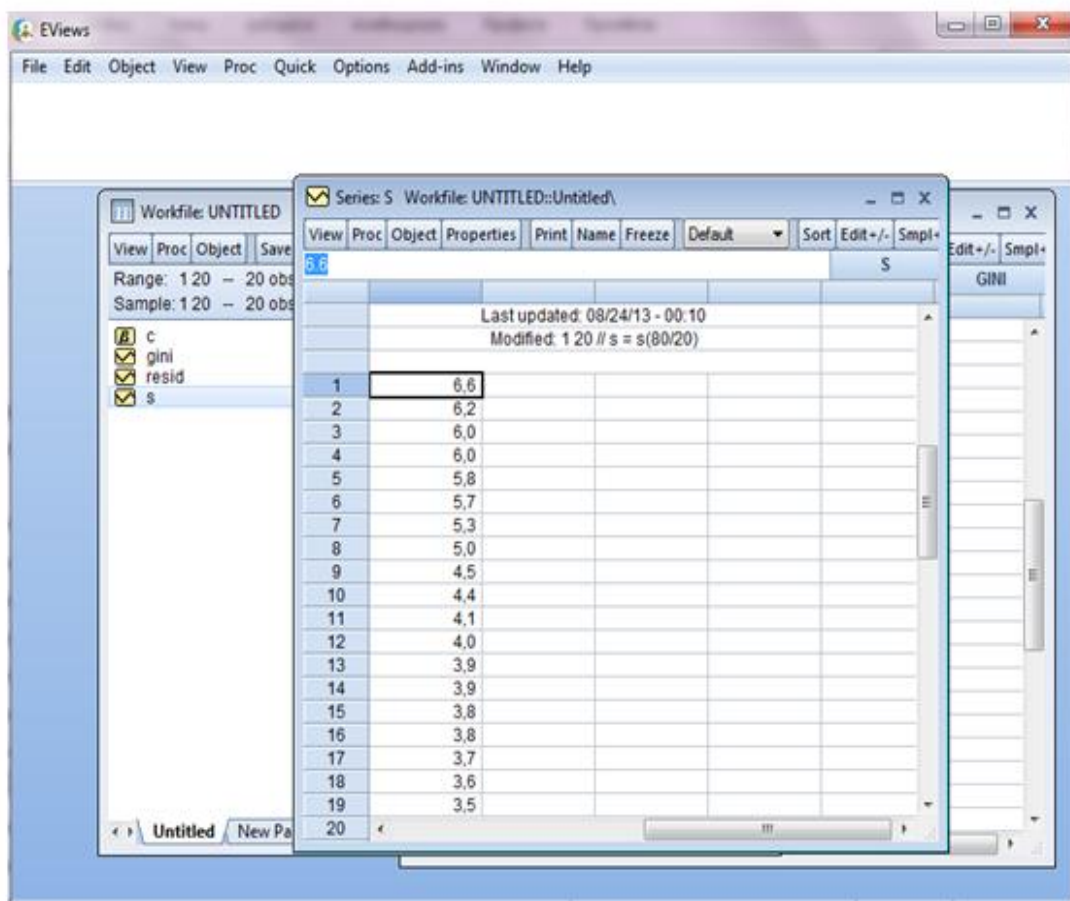 EViews
File Edit Object View Proc Quick Options Add-ins Window Help
Workfile: UNTITLED
View Proc Object Save
Range: 1 20 -- 20 obs
Sample: 1 20 -- 20 obs
c
gini
resid
s
Untitled New Pa
Series: S Workfile: UNTITLED::Untitled\
View Proc Object Properties Print Name Freeze Default Sort Edit+/- Smpl+
6.6 S
Last updated: 08/24/13 - 00:10
Modified: 1 20 // s = s(80/20)
1 6,6
2 6,2
3 6,0
4 6,0
5 5,8
6 5,7
7 5,3
8 5,0
9 4,5
10 4,4
11 4,1
12 4,0
13 3,9
14 3,9
15 3,8
16 3,8
17 3,7
18 3,6
19 3,5
20
Edit+/- Smpl+
GINI